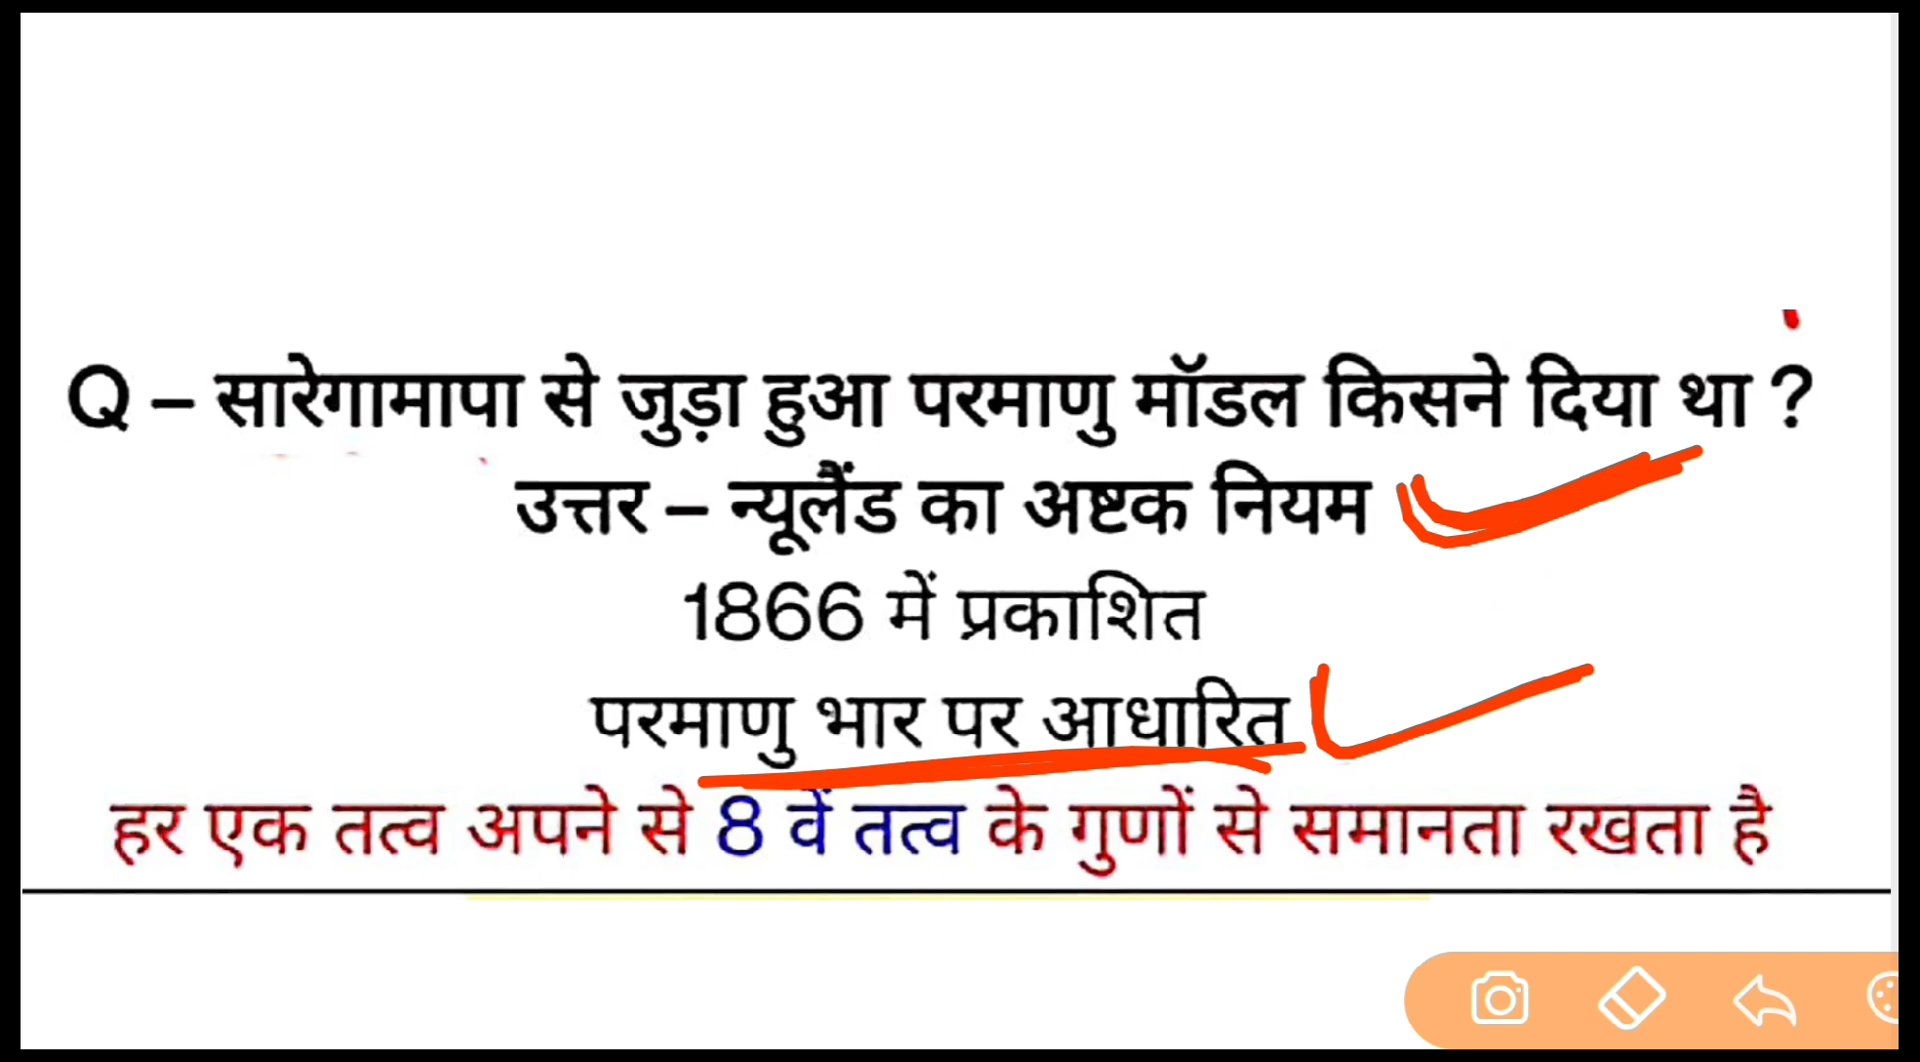 Q – सारेगामापा से जुड़ा हुआ परमाणु मॉडल किसने दिया था ?
उत्तर – न्यूलैंड का अष्टक नियम
1866 में प्रकाशित
परमाणु भार पर आधारित
हर एक तत्व अपने से 8 वें तत्व के गुणों से समानता रखता है